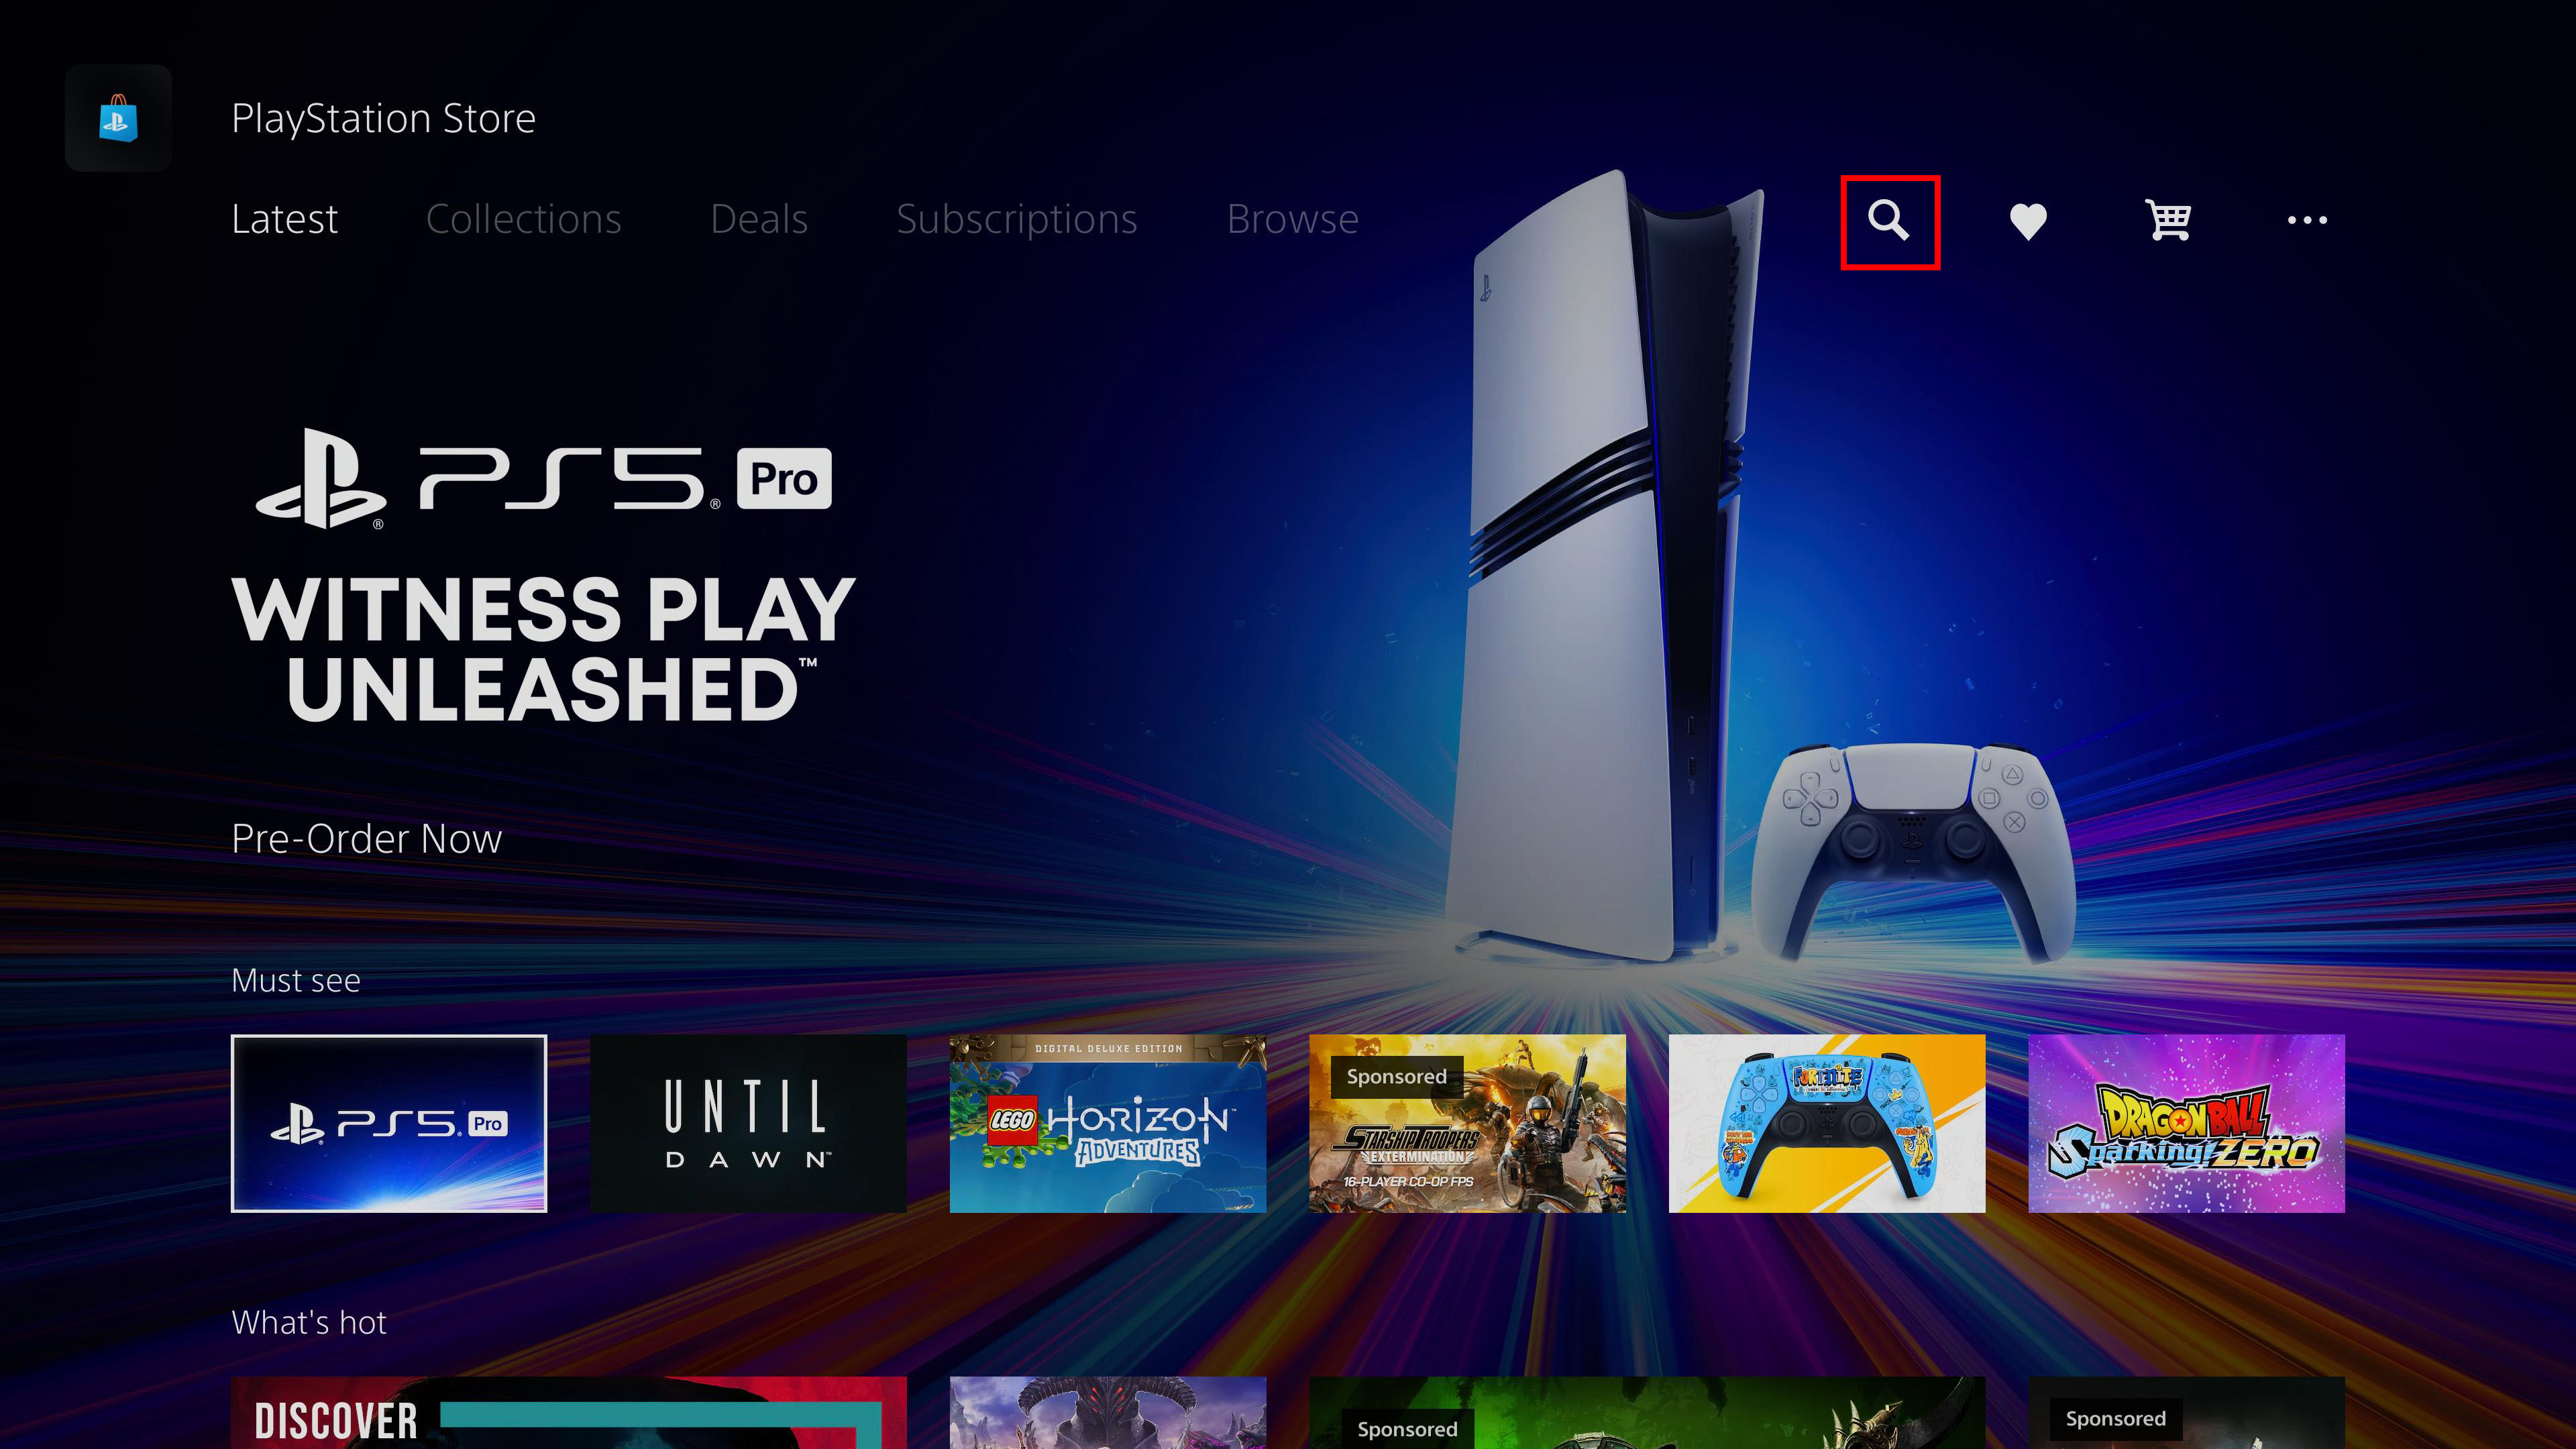 PlayStation Store
Latest Collections Deals Subscriptions Browse
PS5® Pro
WITNESS PLAY
UNLEASHED™
Pre-Order Now
Must see
PS5® Pro
UNTIL
DAWN™
DIGITAL DELUXE EDITION
LEGO HORIZON™
ADVENTURES
Sponsored
STARSHIP TROOPERS
EXTERMINATION
16-PLAYER CO-OP FPS
FORTNITE
DRAGON BALL
Sparking! ZERO
What's hot
DISCOVER
Sponsored
Sponsored